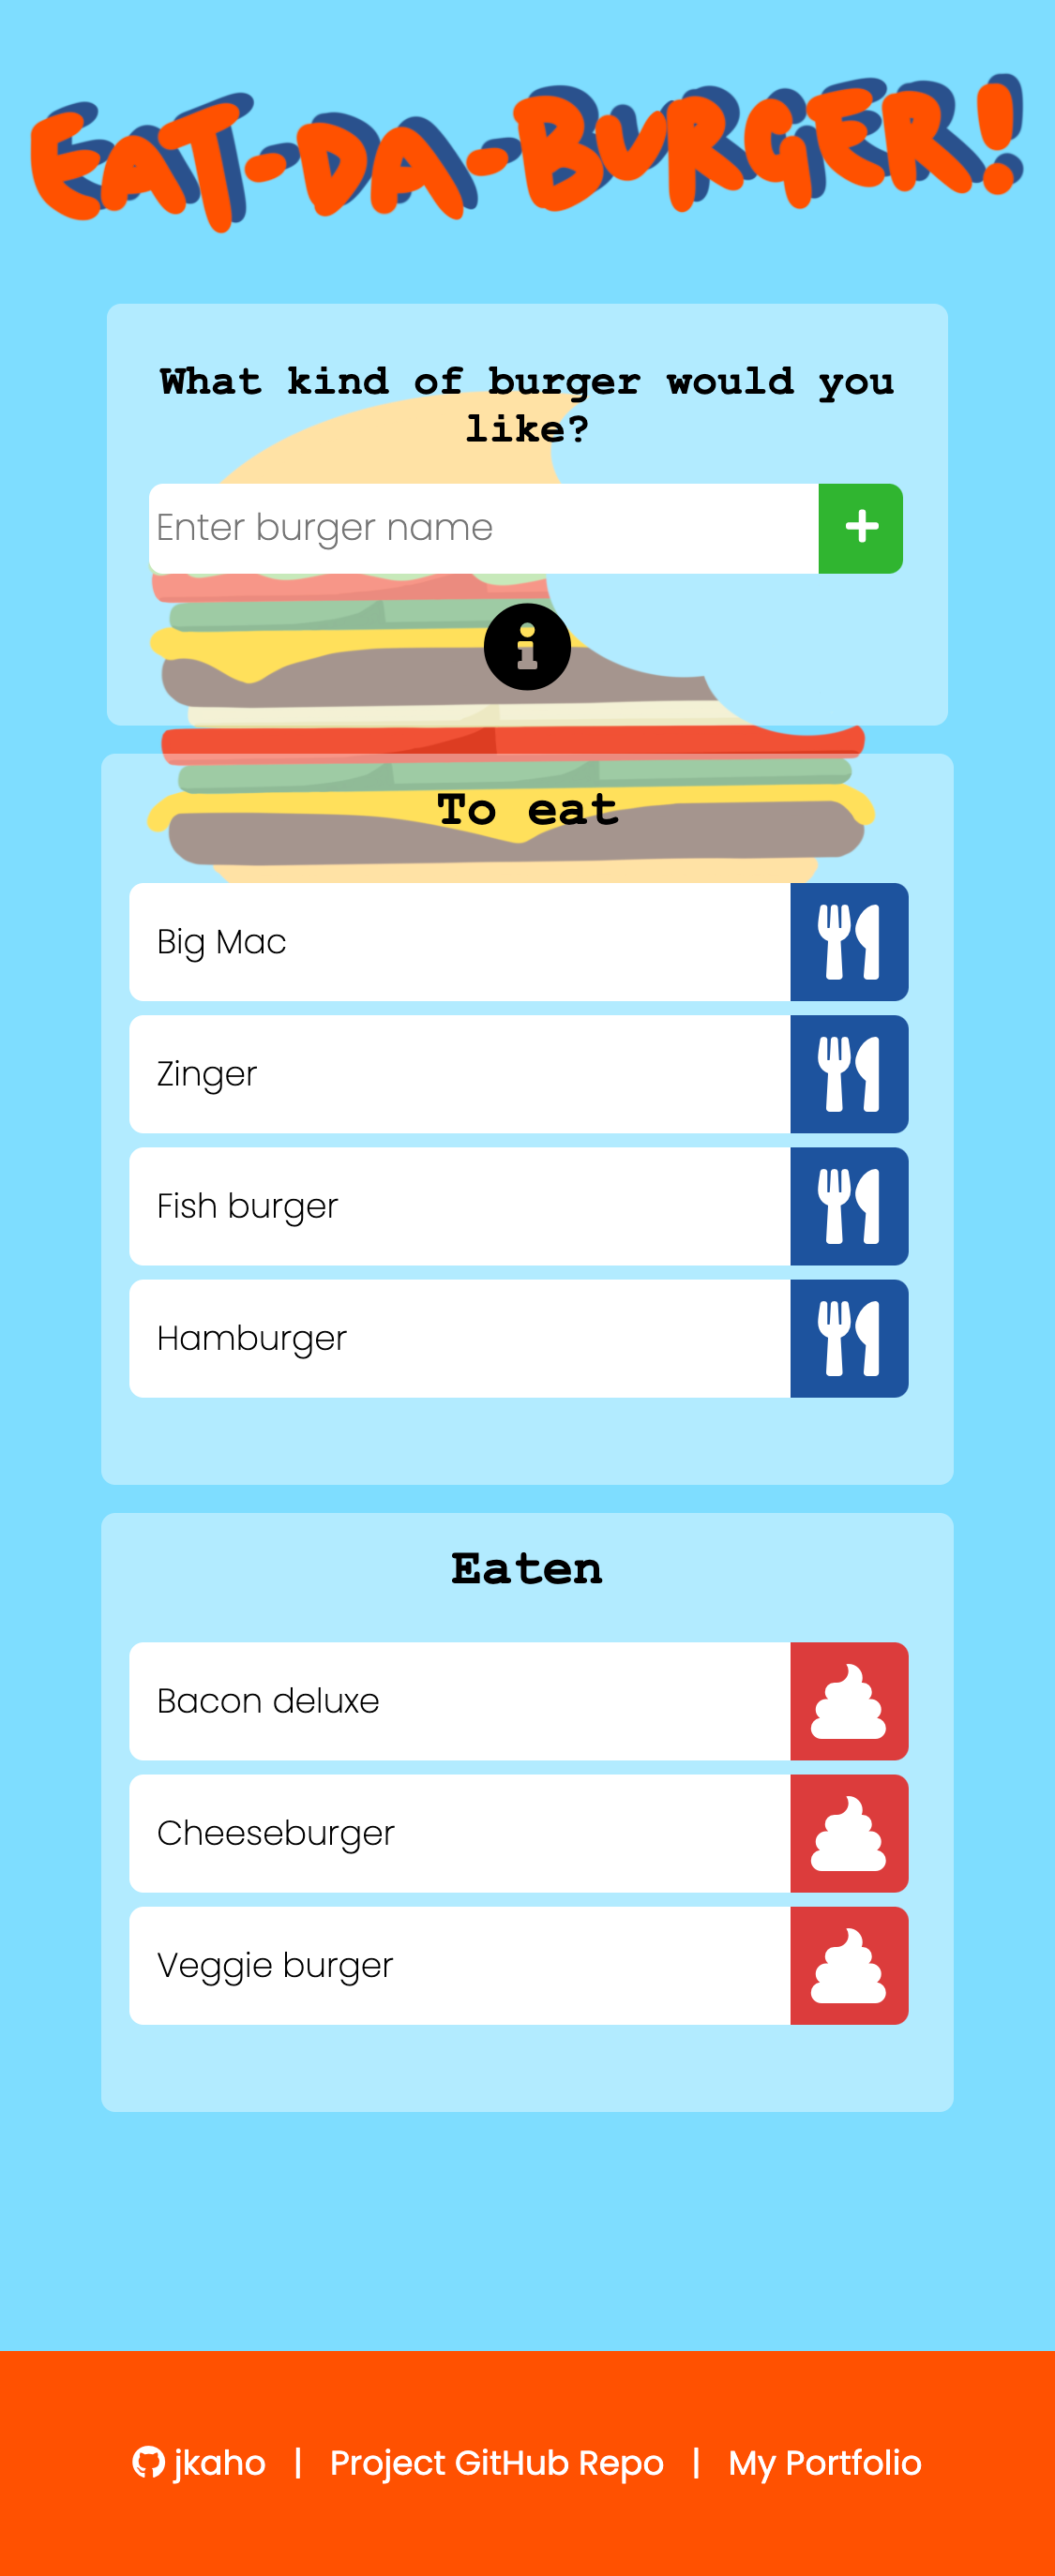 EAT-DA-BURGER!
What kind of burger would you
like?
Enter burger name
To eat
Big Mac
Zinger
Fish burger
Hamburger
Eaten
Bacon deluxe
Cheeseburger
Veggie burger
jkaho | Project GitHub Repo | My Portfolio